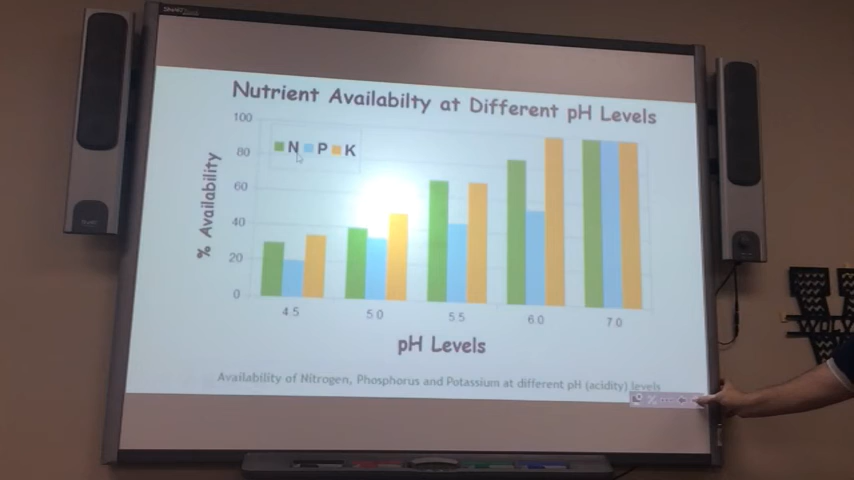 Nutrient Availabilty at Different pH Levels
100
80
60
40
20
0
% Availability
N P K
4.5 5.0 5.5 6.0 7.0
pH Levels
Availability of Nitrogen, Phosphorus and Potassium at different pH (acidity) levels